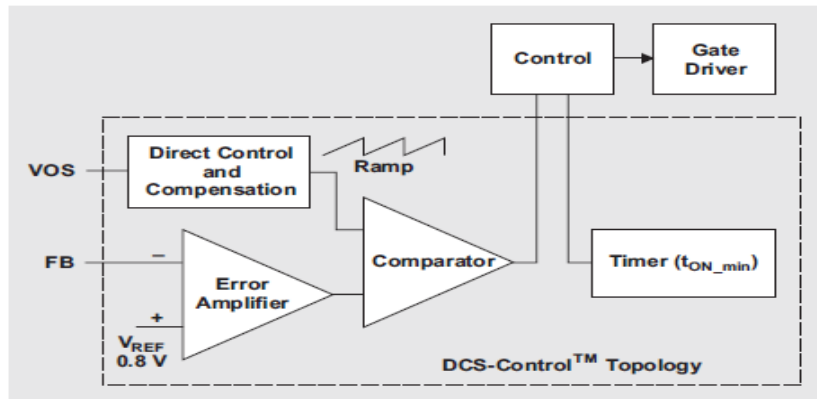 Control
Gate
Driver
VOS
Direct Control
and
Compensation
Ramp
FB
−
Error
Amplifier
+
VREF
0.8 V
Comparator
Timer (tON_min)
DCS-Control™ Topology